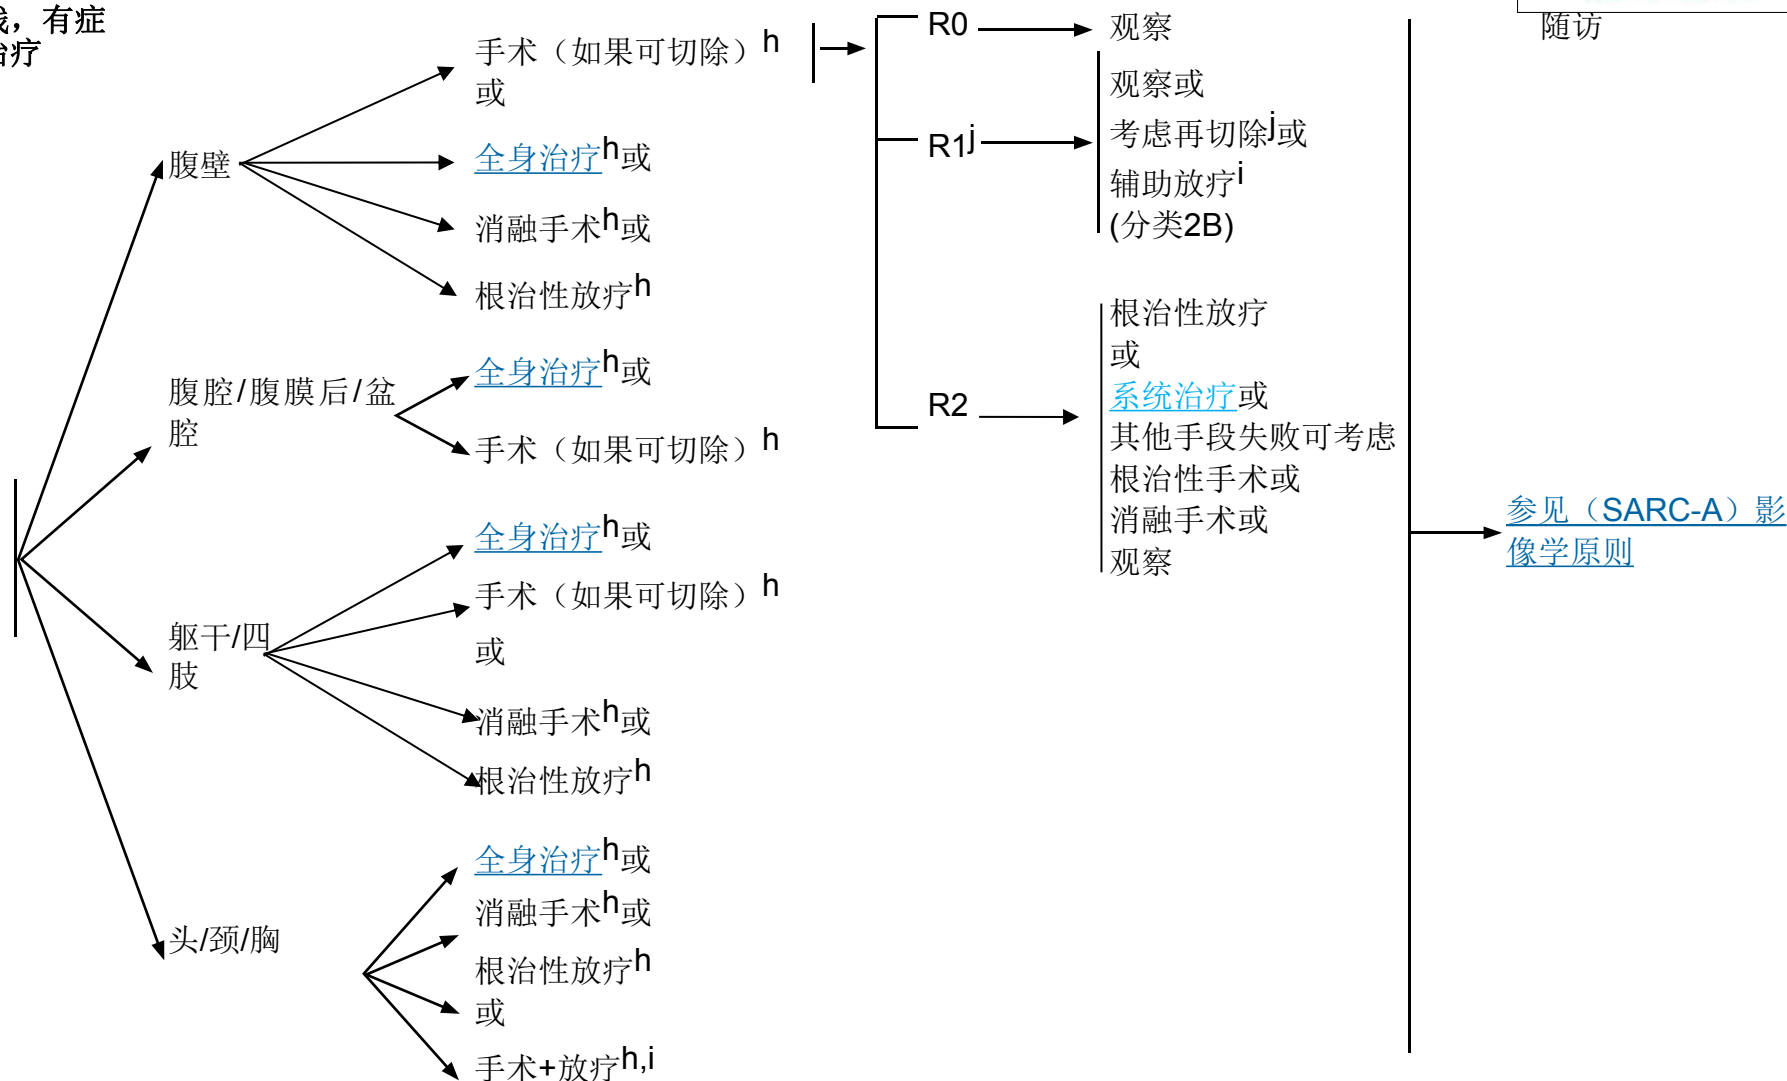 ，有症
治疗
手术（如果可切除）h
或
腹壁
全身治疗h或
消融手术h或
根治性放疗h
腹腔/腹膜后/盆
腔
全身治疗h或
手术（如果可切除）h
躯干/四
肢
全身治疗h或
手术（如果可切除）h
或
消融手术h或
根治性放疗h
头/颈/胸
全身治疗h或
消融手术h或
根治性放疗h
或
手术+放疗h,i
R0
观察
R1j
观察或
考虑再切除j或
辅助放疗i
(分类2B)
R2
根治性放疗
或
系统治疗或
其他手段失败可考虑
根治性手术或
消融手术或
观察
随访
参见（SARC-A）影
像学原则